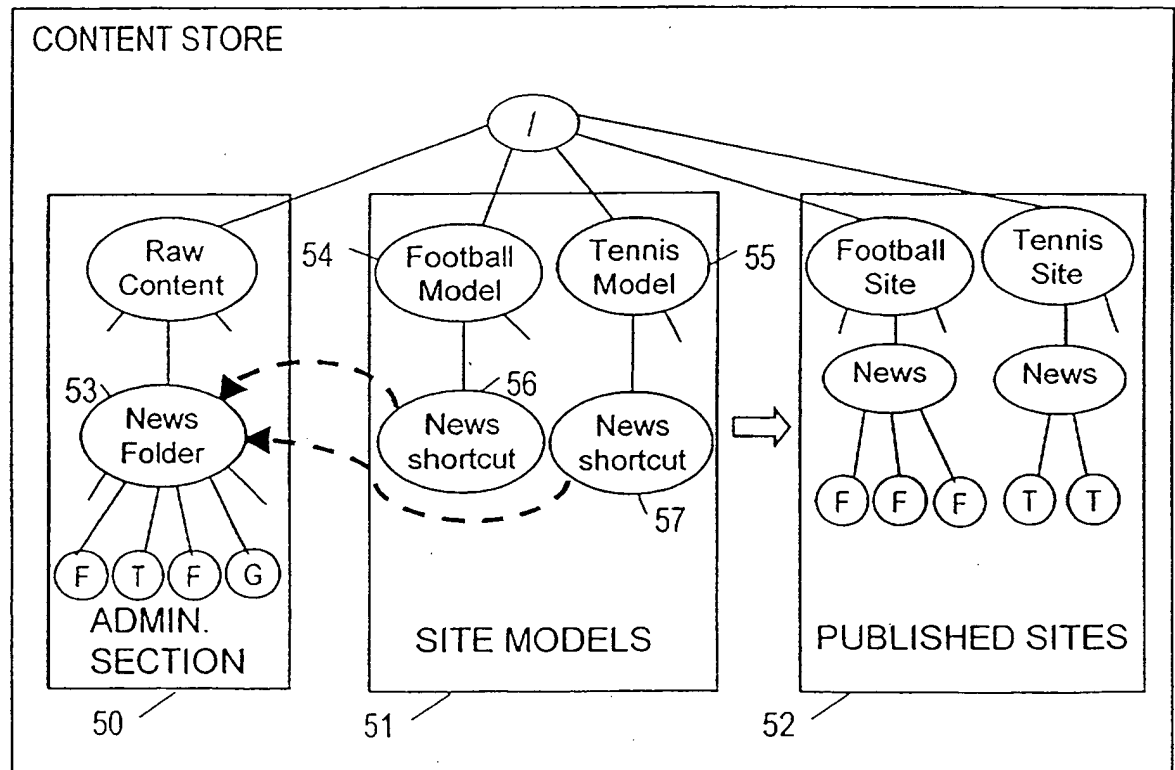 CONTENT STORE
/
Raw
Content
54
Football
Model
Tennis
Model
55
Football
Site
Tennis
Site
53
News
Folder
56
News
shortcut
News
shortcut
57
News
News
F F F T T
F T F G
ADMIN.
SECTION
SITE MODELS
PUBLISHED SITES
50
51
52